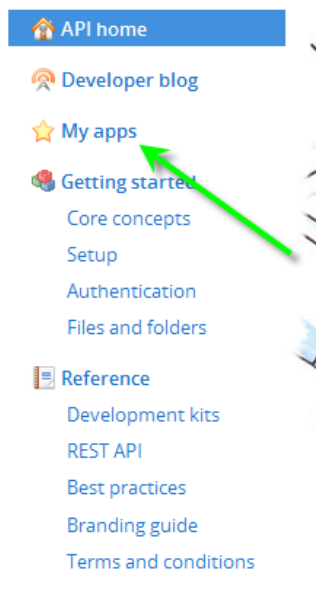 API home
Developer blog
My apps
Getting started
Core concepts
Setup
Authentication
Files and folders
Reference
Development kits
REST API
Best practices
Branding guide
Terms and conditions